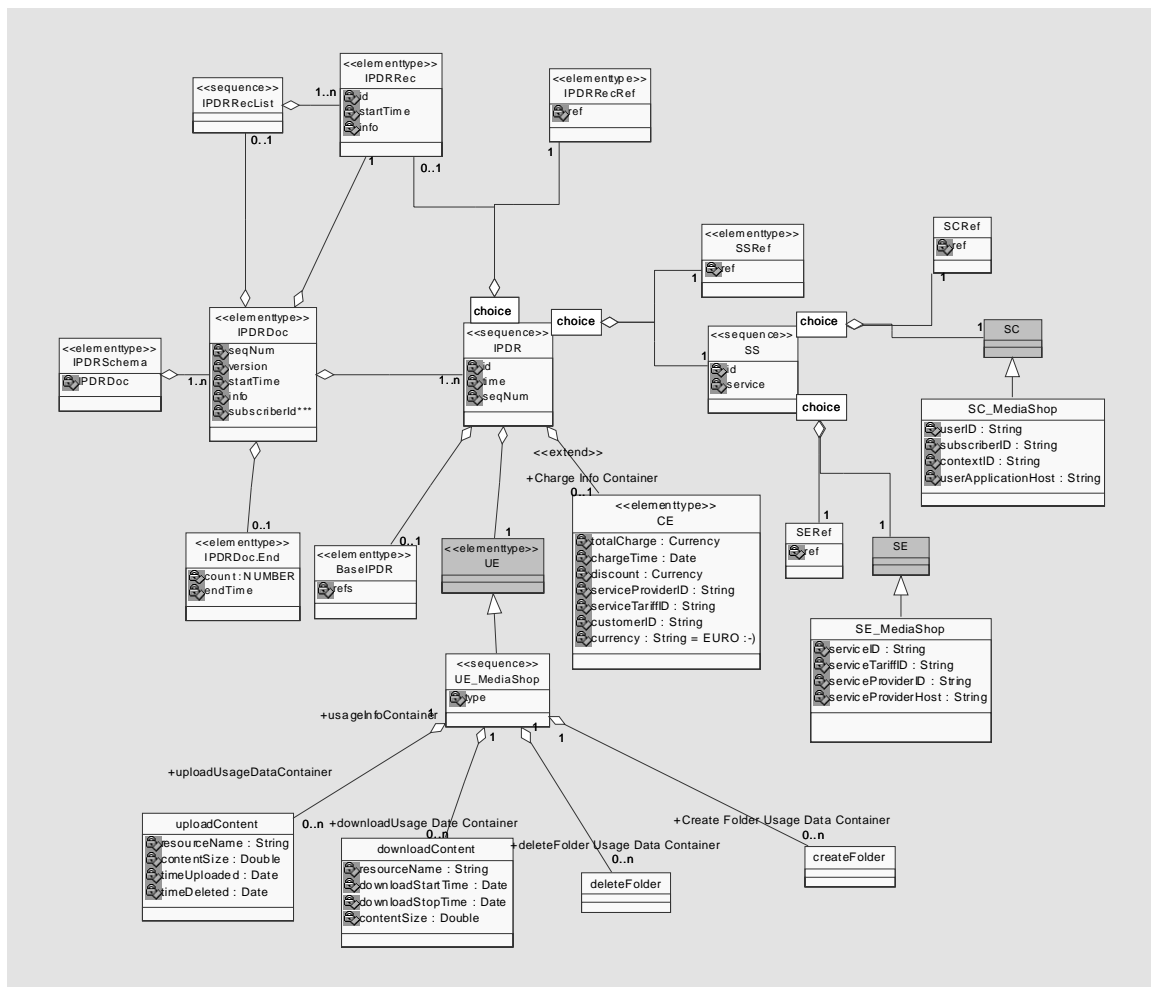 <<sequence>>
IPDRRecList
0..1
1..n
<<elementtype>>
IPDRRec
id
startTime
info
1
0..1
<<elementtype>>
IPDRRecRef
ref
1
<<elementtype>>
SSRef
ref
1
SCRef
ref
1
choice
choice
choice
<<elementtype>>
IPDRSchema
IPDRDoc
1..n
<<elementtype>>
IPDRDoc
seqNum
version
startTime
info
subscriberId***
1..n
<<sequence>>
IPDR
id
time
seqNum
1
<<sequence>>
SS
id
service
choice
1
SC
SC_MediaShop
userID : String
subscriberID : String
contextID : String
userApplicationHost : String
<<extend>>
+Charge Info Container
0..1
0..1
<<elementtype>>
IPDRDoc.End
count : NUMBER
endTime
0..1
<<elementtype>>
BaseIPDR
refs
1
<<elementtype>>
UE
<<elementtype>>
CE
totalCharge : Currency
chargeTime : Date
discount : Currency
serviceProviderID : String
serviceTariffID : String
customerID : String
currency : String = EURO :-)
1
SERef
ref
1
SE
SE_MediaShop
serviceID : String
serviceTariffID : String
serviceProviderID : String
serviceProviderHost : String
<<sequence>>
UE_MediaShop
type
+usageInfoContainer
1
1
1
1
+uploadUsageDataContainer
0..n
+downloadUsage Date Container
0..n
+deleteFolder Usage Data Container
0..n
+Create Folder Usage Data Container
0..n
uploadContent
resourceName : String
contentSize : Double
timeUploaded : Date
timeDeleted : Date
downloadContent
resourceName : String
downloadStartTime : Date
downloadStopTime : Date
contentSize : Double
deleteFolder
createFolder